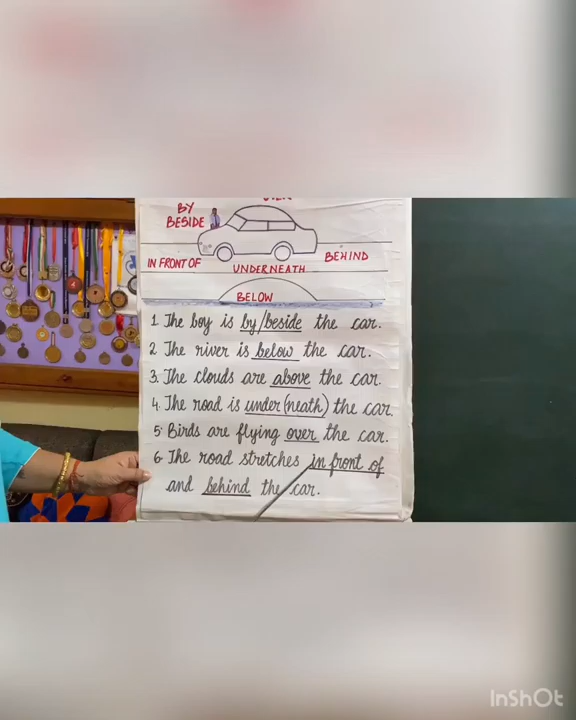 BY
BESIDE
IN FRONT OF
UNDERNEATH
BEHIND
BELOW
1. The boy is by/beside the car.
2 The river is below the car.
3. The clouds are above the car.
4. The road is under(neath) the car.
5. Birds are flying over the car.
6. The road stretches in front of
and behind the car.
InShOt